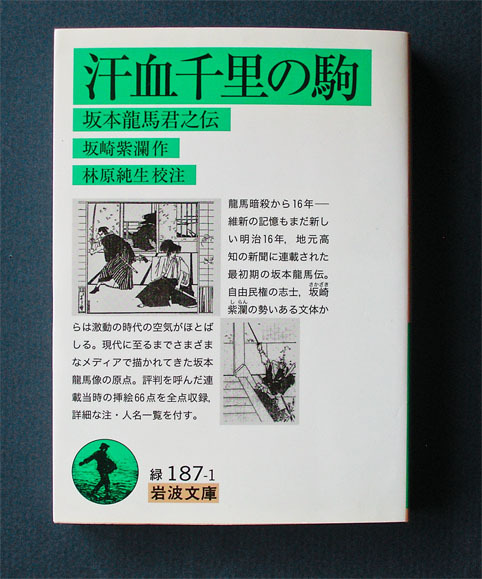 汗血千里の駒
坂本龍馬君之伝
坂崎紫瀾作
林原純生校注
龍馬暗殺から16年──
維新の記憶もまだ新し
い明治16年，地元高
知の新聞に連載された
最初期の坂本龍馬伝。
さかざき
自由民権の志士，坂崎
しらん
紫瀾の勢いある文体か
らは激動の時代の空気がほとば
しる。現代に至るまでさまざま
なメディアで描かれてきた坂本
龍馬像の原点。評判を呼んだ連
載当時の挿絵66点を全点収録，
詳細な注・人名一覧を付す。
緑 187-1
岩波文庫